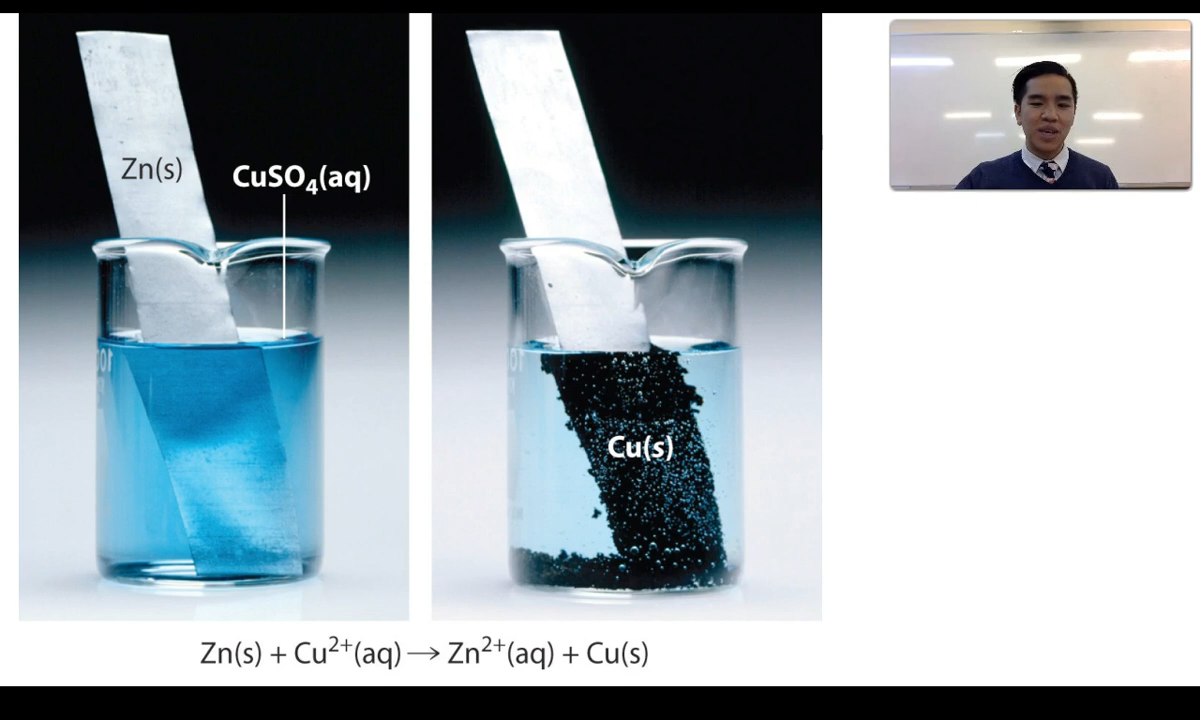 Zn(s)
CuSO₄(aq)
Cu(s)
Zn(s) + Cu²⁺(aq) → Zn²⁺(aq) + Cu(s)